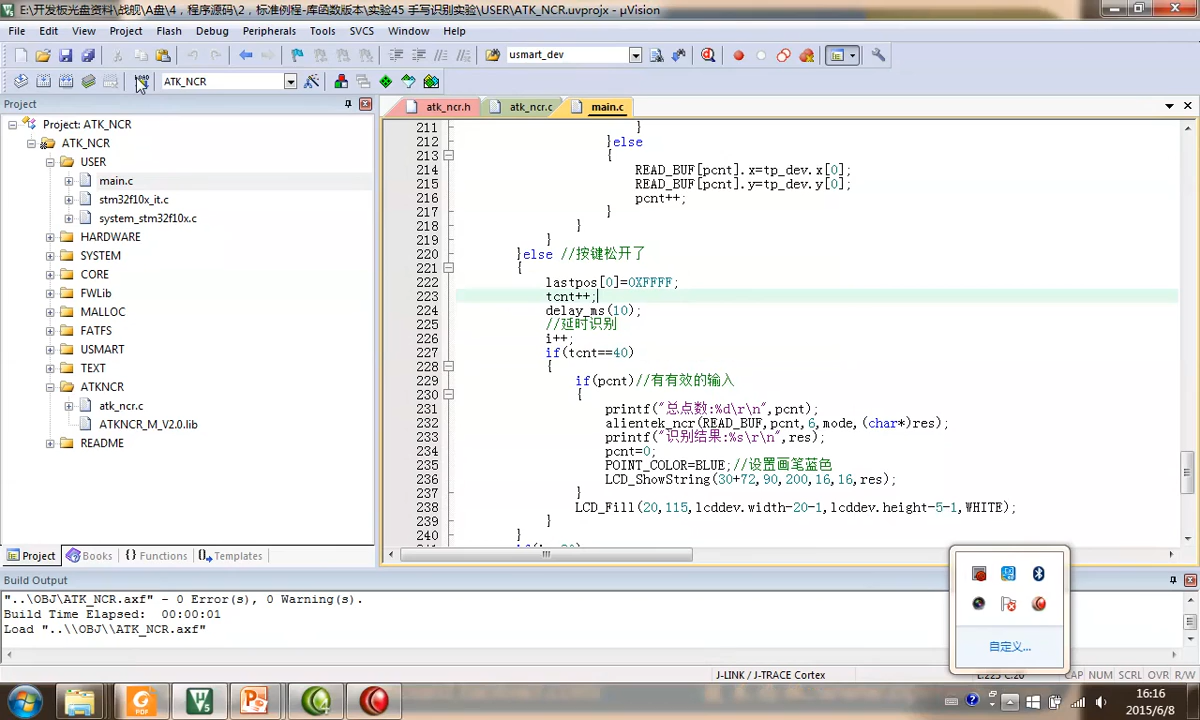 E:\开发板光盘资料\战舰\A盘\4，程序源码\2，标准例程-库函数版本\实验45 手写识别实验\USER\ATK_NCR.uvprojx - µVision
File Edit View Project Flash Debug Peripherals Tools SVCS Window Help
usmart_dev
ATK_NCR
Project
atk_ncr.h atk_ncr.c main.c
Project: ATK_NCR
ATK_NCR
USER
main.c
stm32f10x_it.c
system_stm32f10x.c
HARDWARE
SYSTEM
CORE
FWLib
MALLOC
FATFS
USMART
TEXT
ATKNCR
atk_ncr.c
ATKNCR_M_V2.0.lib
README
Project Books Functions Templates
211 }
212 }else
213 {
214 READ_BUF[pcnt].x=tp_dev.x[0];
215 READ_BUF[pcnt].y=tp_dev.y[0];
216 pcnt++;
217 }
218 }
219 }
220 }else //按键松开了
221 {
222 lastpos[0]=0XFFFF;
223 tcnt++;
224 delay_ms(10);
225 //延时识别
226 i++;
227 if(tcnt==40)
228 {
229 if(pcnt)//有有效的输入
230 {
231 printf("总点数:%d\r\n",pcnt);
232 alientek_ncr(READ_BUF,pcnt,6,mode,(char*)res);
233 printf("识别结果:%s\r\n",res);
234 pcnt=0;
235 POINT_COLOR=BLUE;//设置画笔蓝色
236 LCD_ShowString(30+72,90,200,16,16,res);
237 }
238 LCD_Fill(20,115,lcddev.width-20-1,lcddev.height-5-1,WHITE);
239 }
240 }
Build Output
"..\OBJ\ATK_NCR.axf" - 0 Error(s), 0 Warning(s).
Build Time Elapsed: 00:00:01
Load "..\\OBJ\\ATK_NCR.axf"
自定义...
J-LINK / J-TRACE Cortex
L:223 C:20 CAP NUM SCRL OVR R/W
16:16
2015/6/8